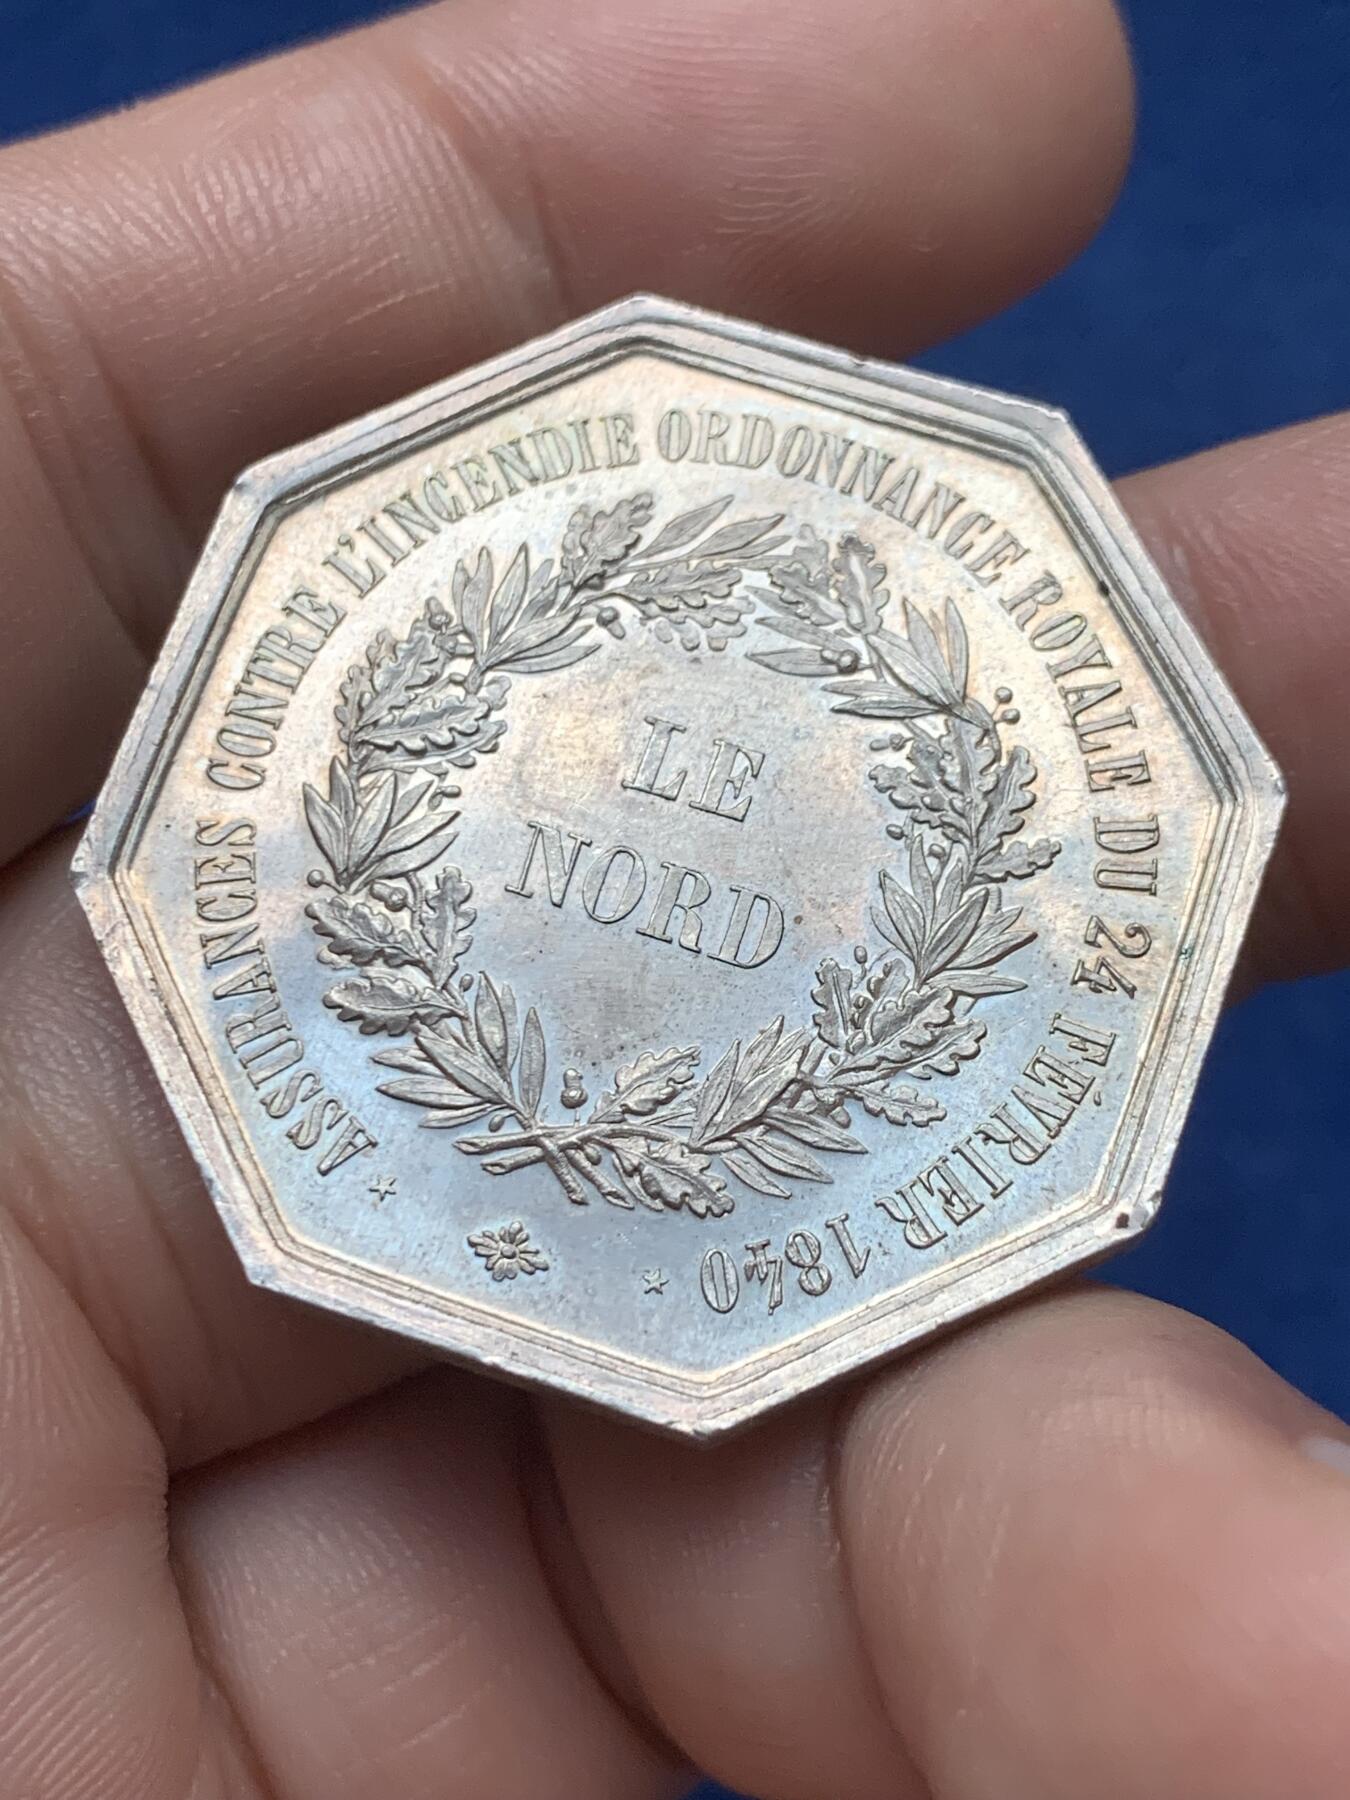 ASSURANCES CONTRE L'INCENDIE ORDONNANCE ROYALE DU 24 FÉVRIER 1840
LE
NORD